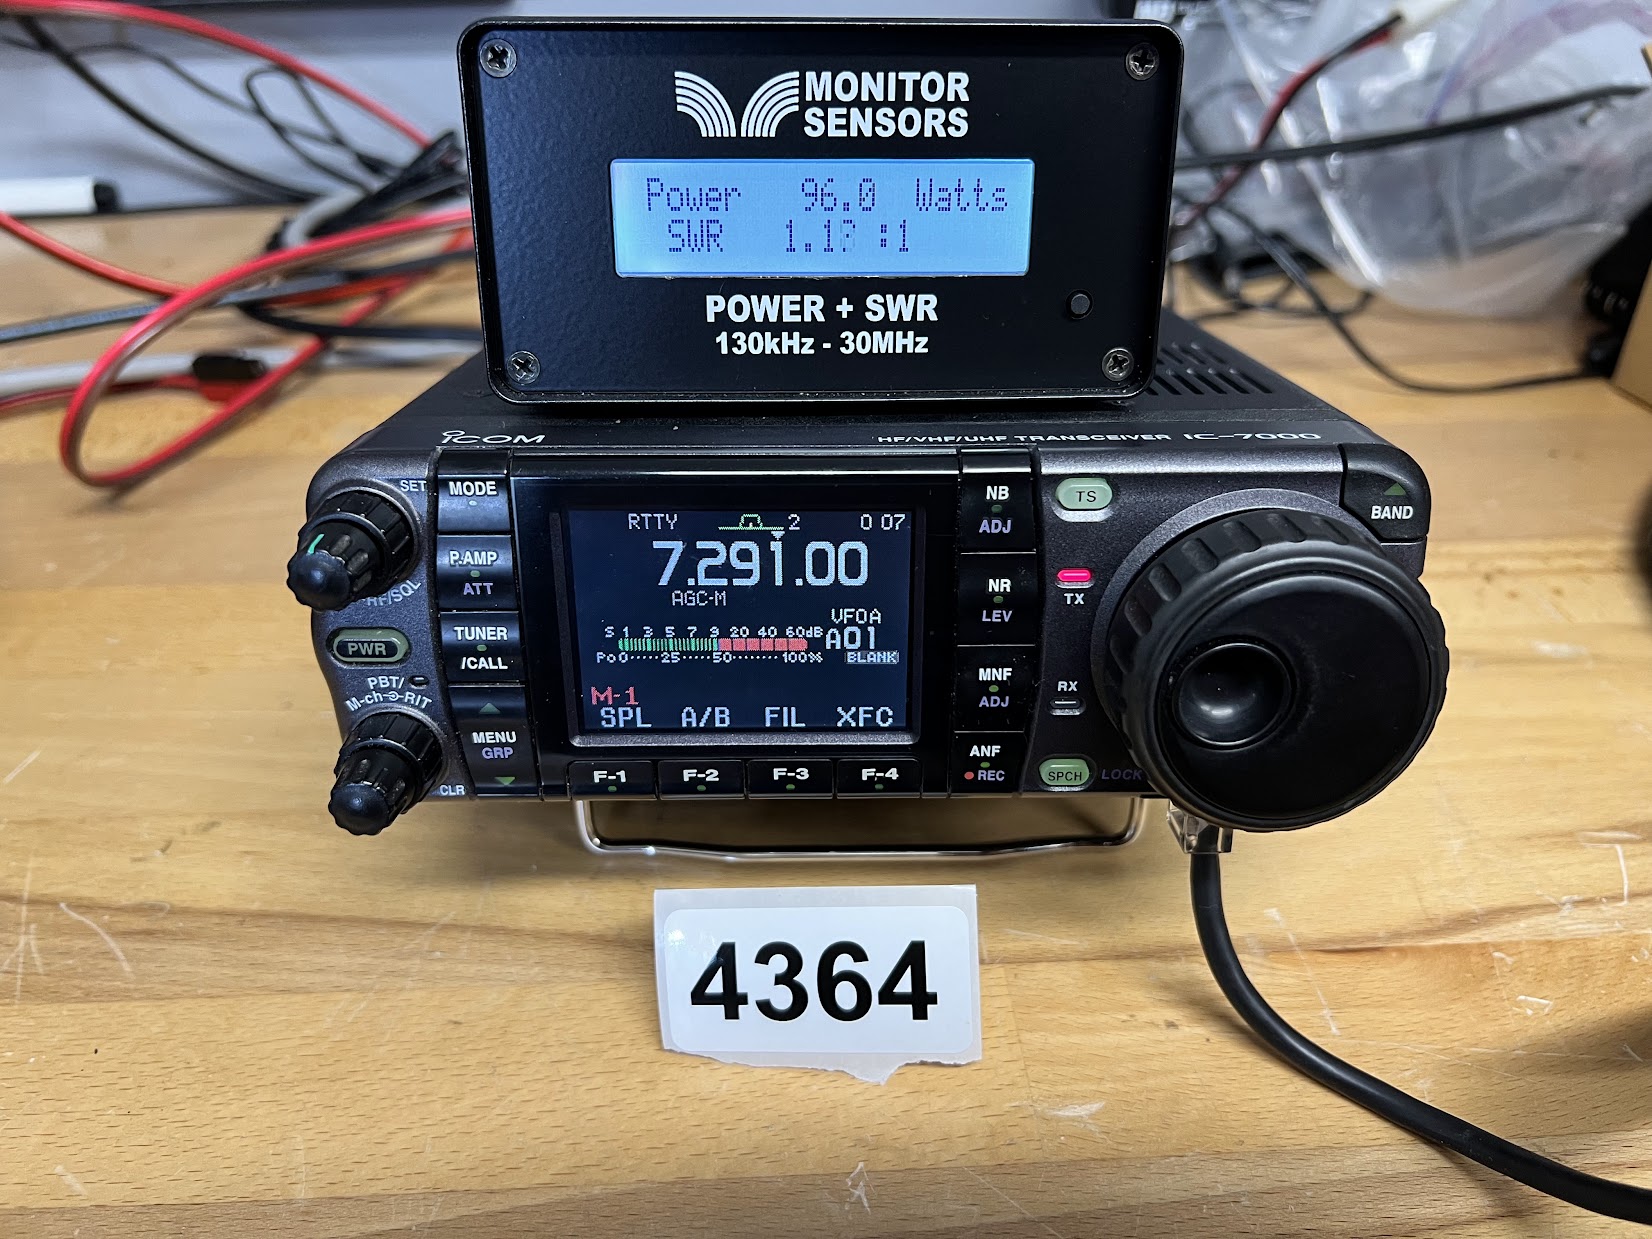 MONITOR
SENSORS
Power 96.0 Watts
SWR :1
POWER + SWR
130kHz - 30MHz
ICOM
HF/VHF/UHF TRANSCEIVER IC-7000
SET
MODE
P.AMP
ATT
RF/SQL
TUNER
/CALL
PWR
PBT/
M-ch RIT
MENU
GRP
CLR
RTTY 2 0 07
7.291.00
AGC-M
VFOA
S 1 3 5 7 9 20 40 60dB A01
Po0·····25·····50········100% BLANK
M-1
SPL A/B FIL XFC
F-1 F-2 F-3 F-4
NB
ADJ
NR
LEV
MNF
ADJ
ANF
REC
TS
TX
RX
SPCH LOCK
BAND
4364